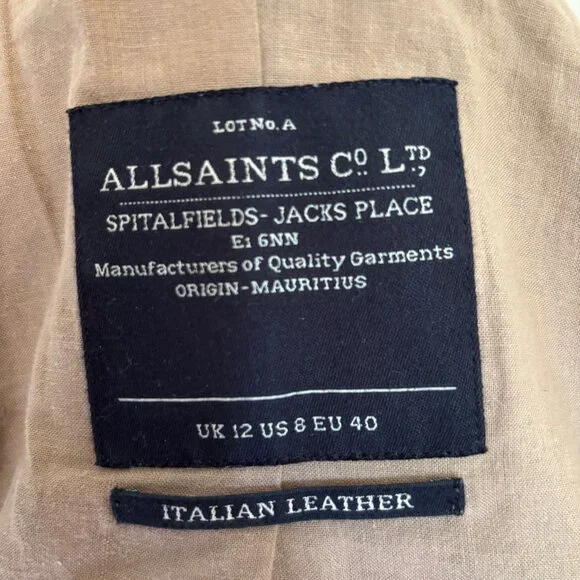 LOT No. A
ALLSAINTS Cº. LTD,
SPITALFIELDS - JACKS PLACE
E1 6NN
Manufacturers of Quality Garments
ORIGIN - MAURITIUS
UK 12 US 8 EU 40
ITALIAN LEATHER